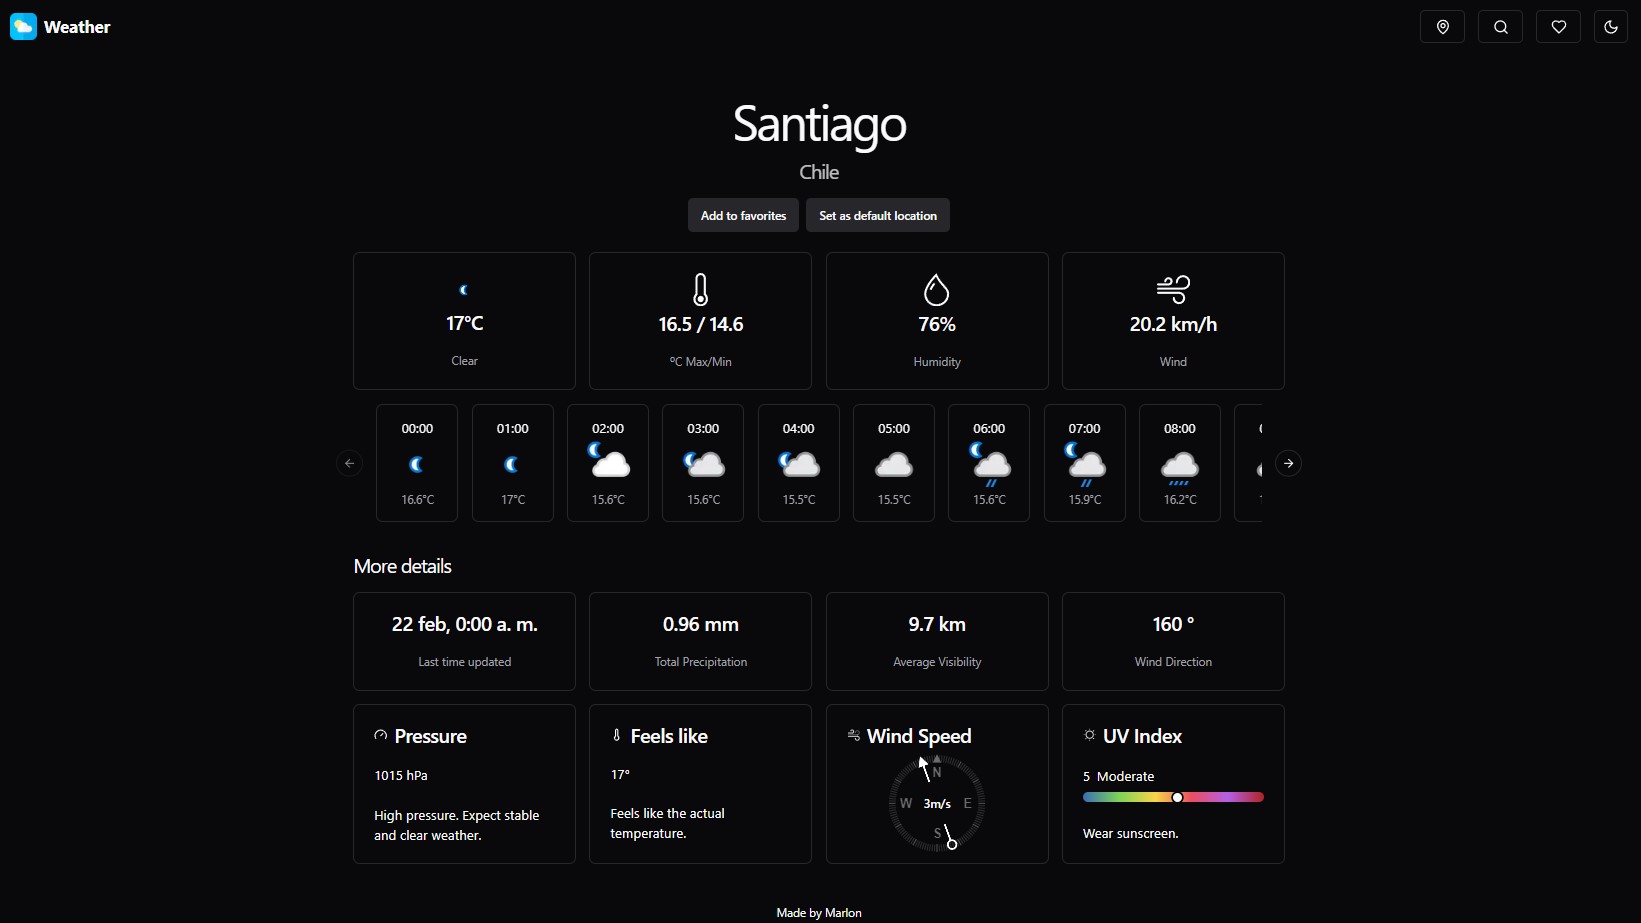 Weather
Santiago
Chile
Add to favorites
Set as default location
17°C
Clear
16.5 / 14.6
ºC Max/Min
76%
Humidity
20.2 km/h
Wind
00:00
16.6°C
01:00
17°C
02:00
15.6°C
03:00
15.6°C
04:00
15.5°C
05:00
15.5°C
06:00
15.6°C
07:00
15.9°C
08:00
16.2°C
More details
22 feb, 0:00 a. m.
Last time updated
0.96 mm
Total Precipitation
9.7 km
Average Visibility
160 °
Wind Direction
Pressure
1015 hPa
High pressure. Expect stable
and clear weather.
Feels like
17°
Feels like the actual
temperature.
Wind Speed
N
W 3m/s E
S
UV Index
5 Moderate
Wear sunscreen.
Made by Marlon